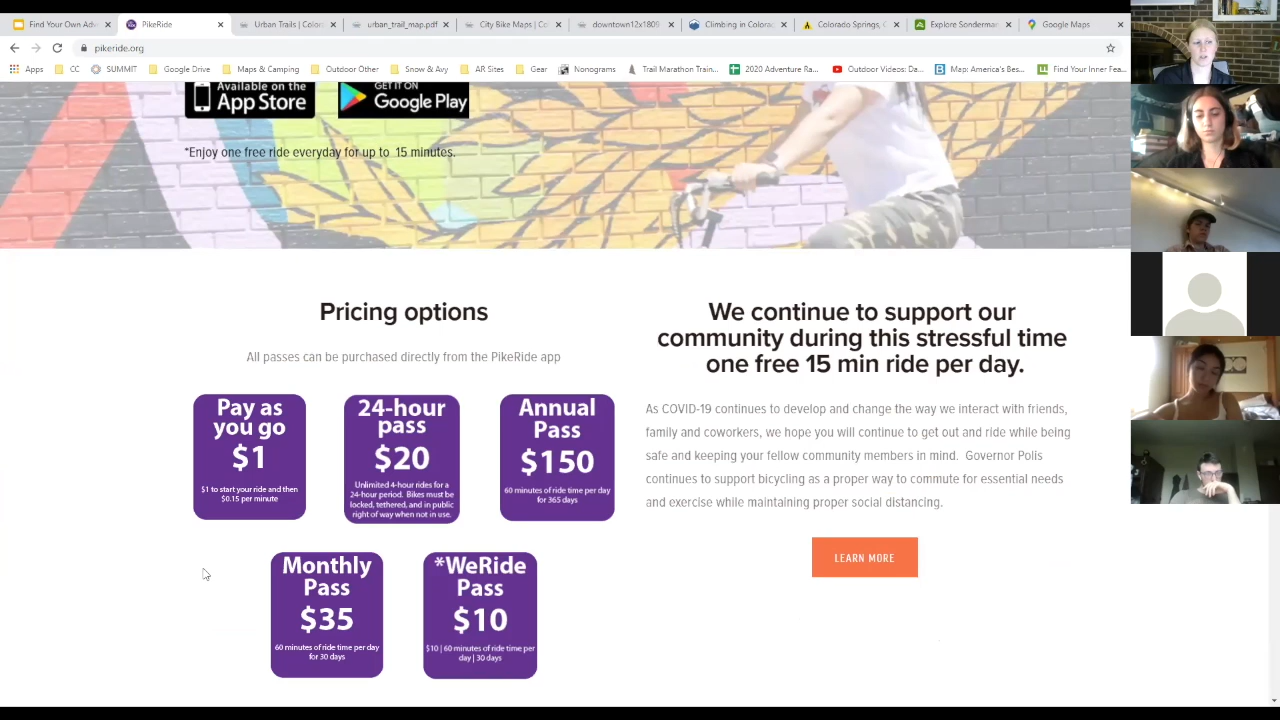 Find Your Own Adv
PikeRide
Urban Trails | Color
urban_trail_map.pdf
City Street Maps | C
downtown12x1809
Climbing in Colo
Colorado Springs
Explore Santa
Google Maps
pikeride.org
Apps
CC
SUMMIT
Google Drive
Maps & Camping
Outdoor Other
Snow & Avy
AR Sites
Gear
Nonograms
Trail Marathon Train...
2020 Adventure Ra...
Outdoor Videos: Da...
Map: America's Bes...
Find Your Inner Fea...
Available on the
App Store
GET IT ON
Google Play
*Enjoy one free ride everyday for up to 15 minutes.
Pricing options
All passes can be purchased directly from the PikeRide app
Pay as
you go
$1
$1 to start your ride and then
$0.15 per minute
24-hour
pass
$20
Unlimited 4-hour rides for a
24-hour period. Bikes must be
locked, tethered, and in public
right of way when not in use.
Annual
Pass
$150
60 minutes of ride time per day
for 365 days
Monthly
Pass
$35
60 minutes of ride time per day
for 30 days
*WeRide
Pass
$10
$10 | 60 minutes of ride time per
day | 30 days
We continue to support our
community during this stressful time
one free 15 min ride per day.
As COVID-19 continues to develop and change the way we interact with friends,
family and coworkers, we hope you will continue to get out and ride while being
safe and keeping your fellow community members in mind. Governor Polis
continues to support bicycling as a proper way to commute for essential needs
and exercise while maintaining proper social distancing.
LEARN MORE